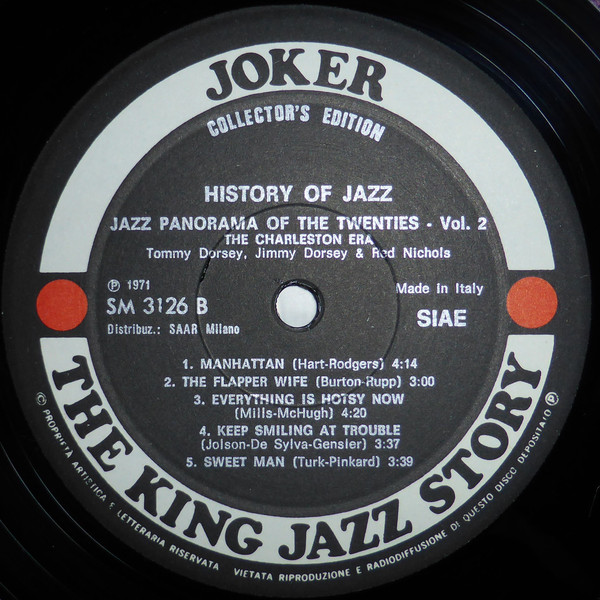 JOKER
COLLECTOR'S EDITION
HISTORY OF JAZZ
JAZZ PANORAMA OF THE TWENTIES - Vol. 2
THE CHARLESTON ERA
Tommy Dorsey, Jimmy Dorsey & Red Nichols
Ⓟ 1971
SM 3126 B
Distribuz.: SAAR Milano
Made in Italy
SIAE
1. MANHATTAN (Hart-Rodgers) 4:14
2. THE FLAPPER WIFE (Burton-Rupp) 3:00
3. EVERYTHING IS HOTSY NOW
(Mills-McHugh) 4:20
4. KEEP SMILING AT TROUBLE
(Jolson-De Sylva-Gensler) 3:37
5. SWEET MAN (Turk-Pinkard) 3:39
THE KING JAZZ STORY
© PROPRIETA ARTISTICA E LETTERARIA RISERVATA VIETATA RIPRODUZIONE E RADIODIFFUSIONE DI QUESTO DISCO DEPOSITATO Ⓟ